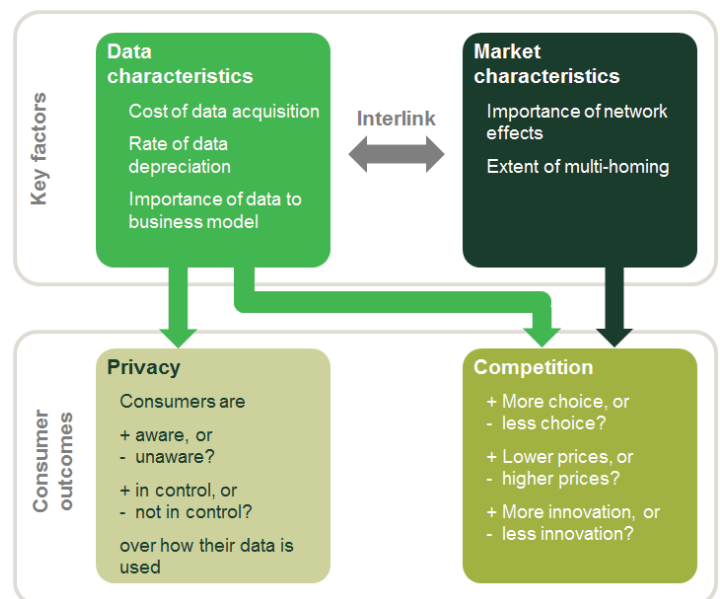 Key factors
Data
characteristics
Cost of data acquisition
Rate of data
depreciation
Importance of data to
business model
Interlink
Market
characteristics
Importance of network
effects
Extent of multi-homing
Consumer
outcomes
Privacy
Consumers are
+ aware, or
- unaware?
+ in control, or
- not in control?
over how their data is
used
Competition
+ More choice, or
- less choice?
+ Lower prices, or
- higher prices?
+ More innovation, or
- less innovation?